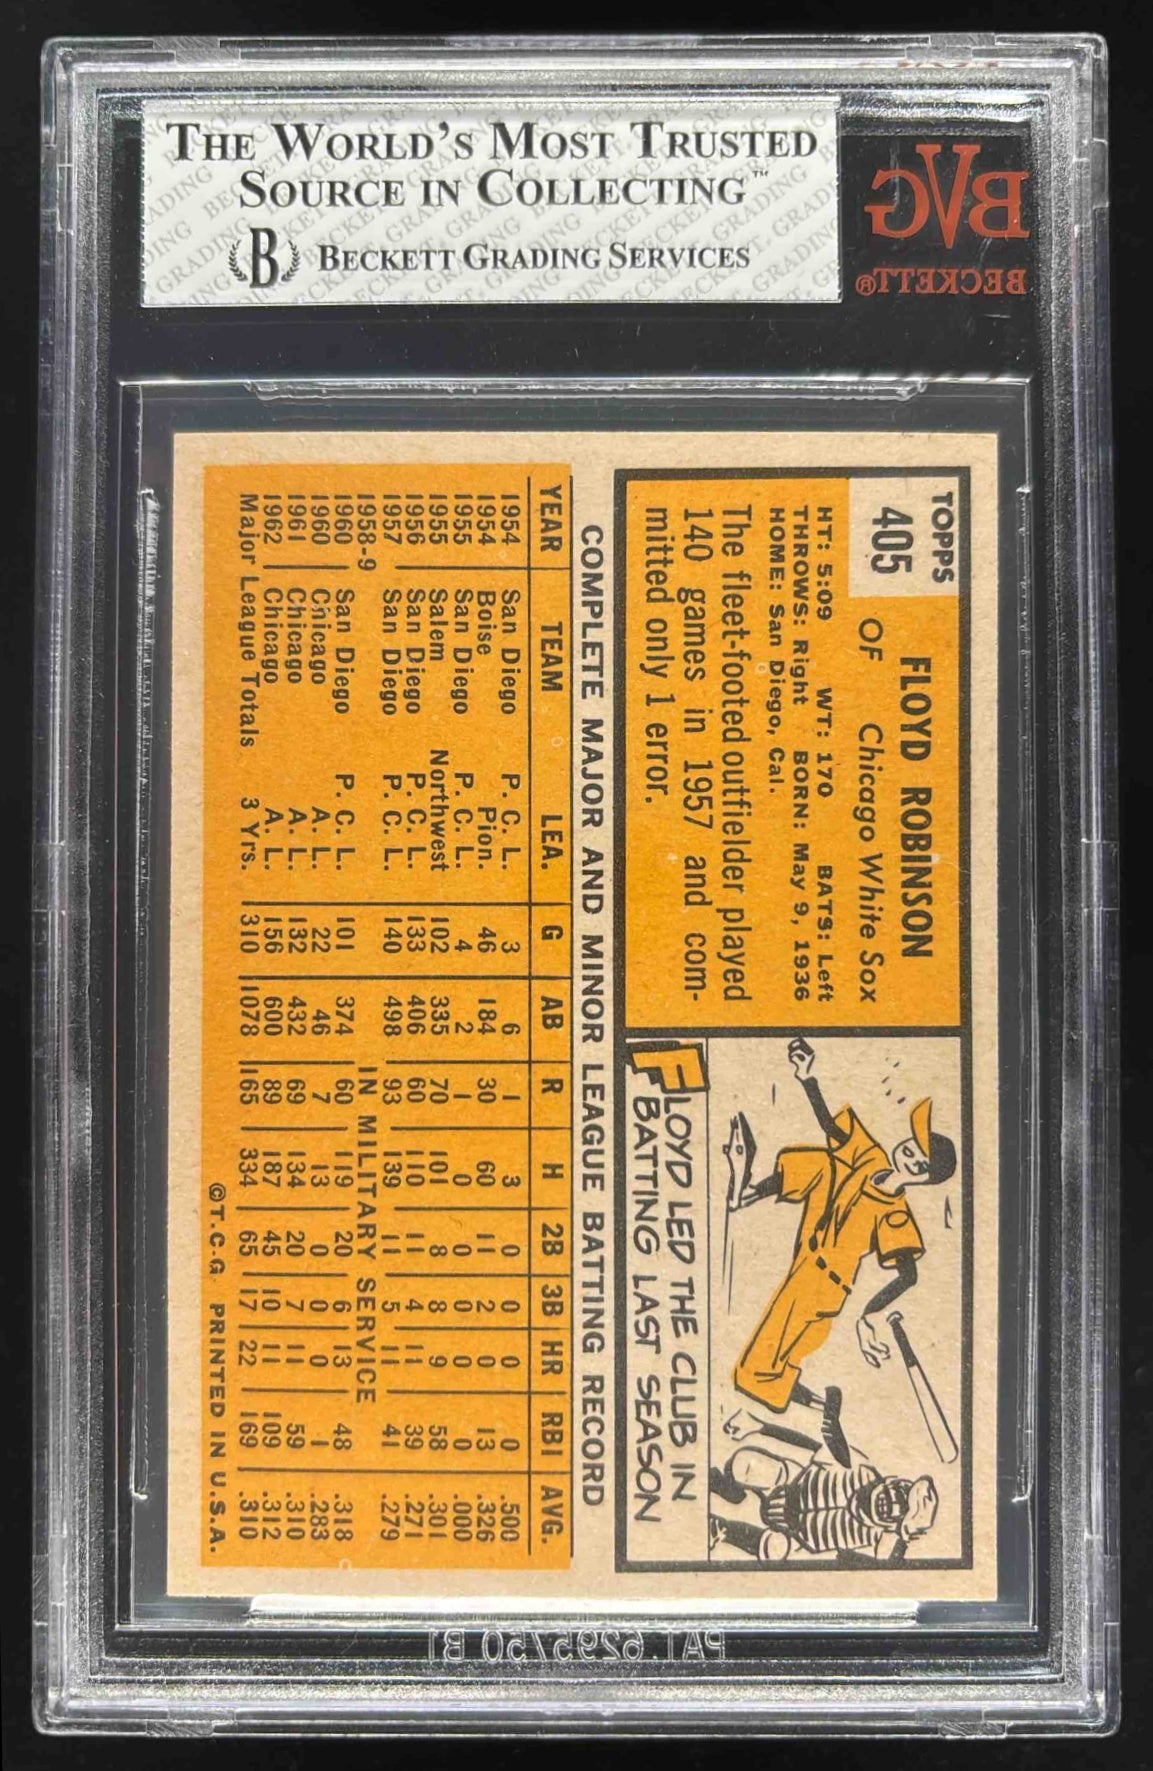 THE WORLD'S MOST TRUSTED
SOURCE IN COLLECTING™
B BECKETT GRADING SERVICES
BVG
BECKETT®
TOPPS
405
FLOYD ROBINSON
OF Chicago White Sox
HT: 5:09 WT: 170 BATS: Left
THROWS: Right BORN: May 9, 1936
HOME: San Diego, Cal.
The fleet-footed outfielder played
140 games in 1957 and com-
mitted only 1 error.
FLOYD LED THE CLUB IN
BATTING LAST SEASON
COMPLETE MAJOR AND MINOR LEAGUE BATTING RECORD
YEAR TEAM LEA. G AB R H 2B 3B HR RBI AVG.
1954 San Diego P. C. L. 3 6 1 3 0 0 0 0 .500
1954 Boise Pion. 46 184 30 60 11 2 0 13 .326
1955 San Diego P. C. L. 4 2 1 0 0 0 0 0 .000
1955 Salem Northwest 102 335 70 101 8 8 9 58 .301
1956 San Diego P. C. L. 133 406 60 110 11 4 11 39 .271
1957 San Diego P. C. L. 140 498 93 139 11 5 11 41 .279
1958-9 IN MILITARY SERVICE
1960 San Diego P. C. L. 101 374 60 119 20 6 13 48 .318
1960 Chicago A. L. 22 46 7 13 0 0 0 1 .283
1961 Chicago A. L. 132 432 69 134 20 7 11 59 .310
1962 Chicago A. L. 156 600 89 187 45 10 11 109 .312
Major League Totals 3 Yrs. 310 1078 165 334 65 17 22 169 .310
©T.C.G. PRINTED IN U.S.A.
PAT.6295750 B1